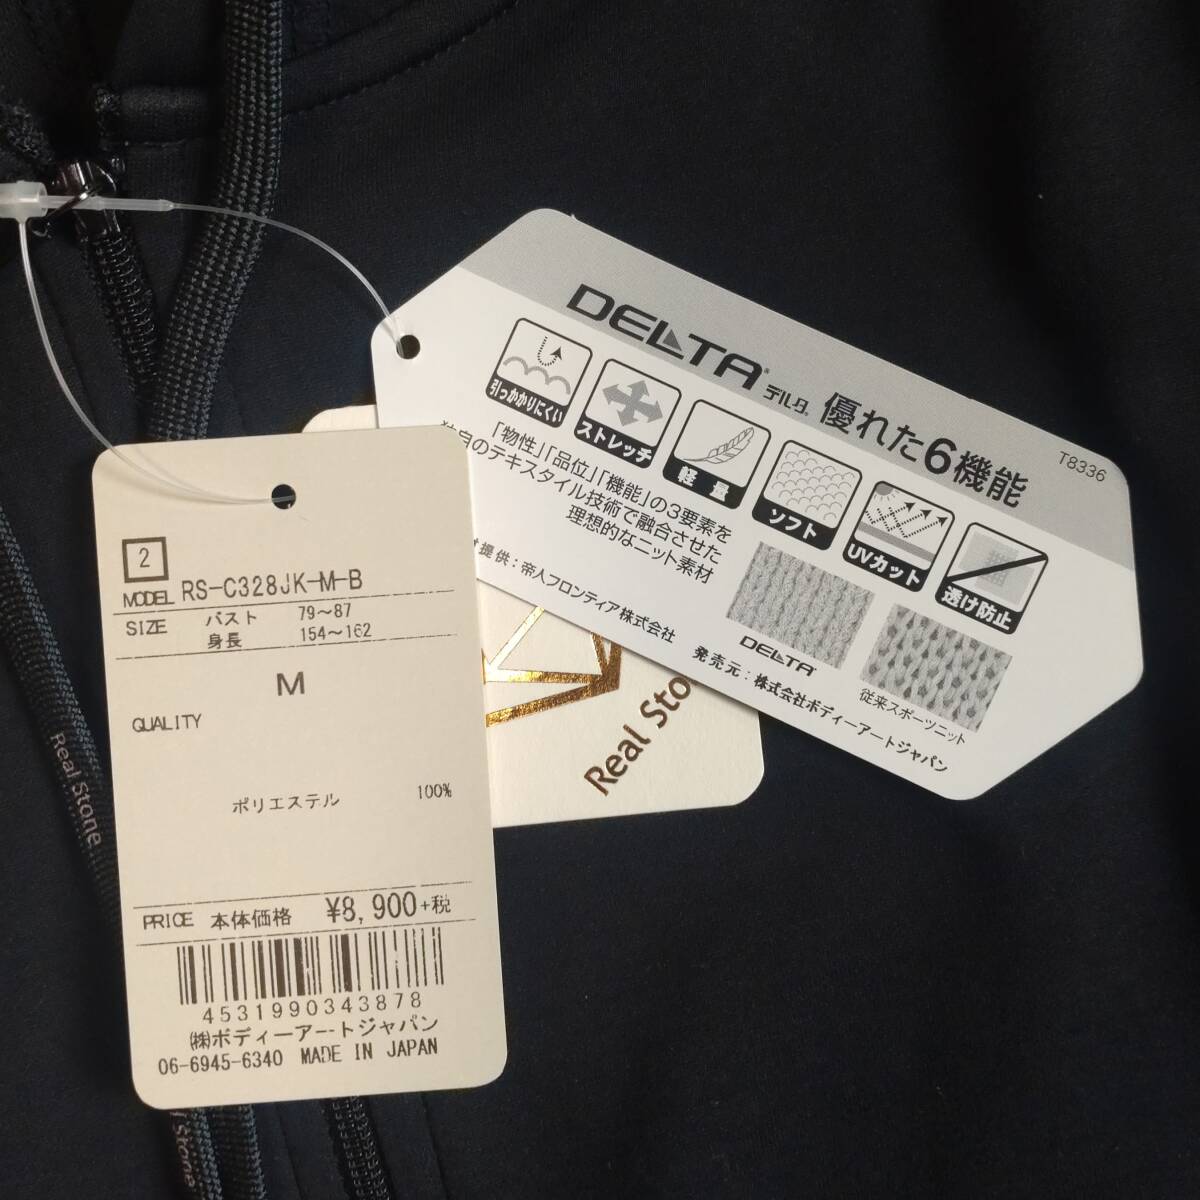 DELTA®
デルタ®
優れた6機能
T8336
引っかかりにくい
ストレッチ
軽量
ソフト
UVカット
透け防止
「物性」「品位」「機能」の3要素を
独自のテキスタイル技術で融合させた
理想的なニット素材
提供:帝人フロンティア株式会社
DELTA®
従来スポーツニット
発売元:株式会社ボディーアートジャパン
Real Sto
2
MODEL RS-C328JK-M-B
SIZE バスト 79~87
身長 154~162
M
QUALITY
ポリエステル 100%
PRICE 本体価格 ¥8,900+税
4531990343878
㈱ボディーアートジャパン
06-6945-6340 MADE IN JAPAN
Real Stone
l Stone